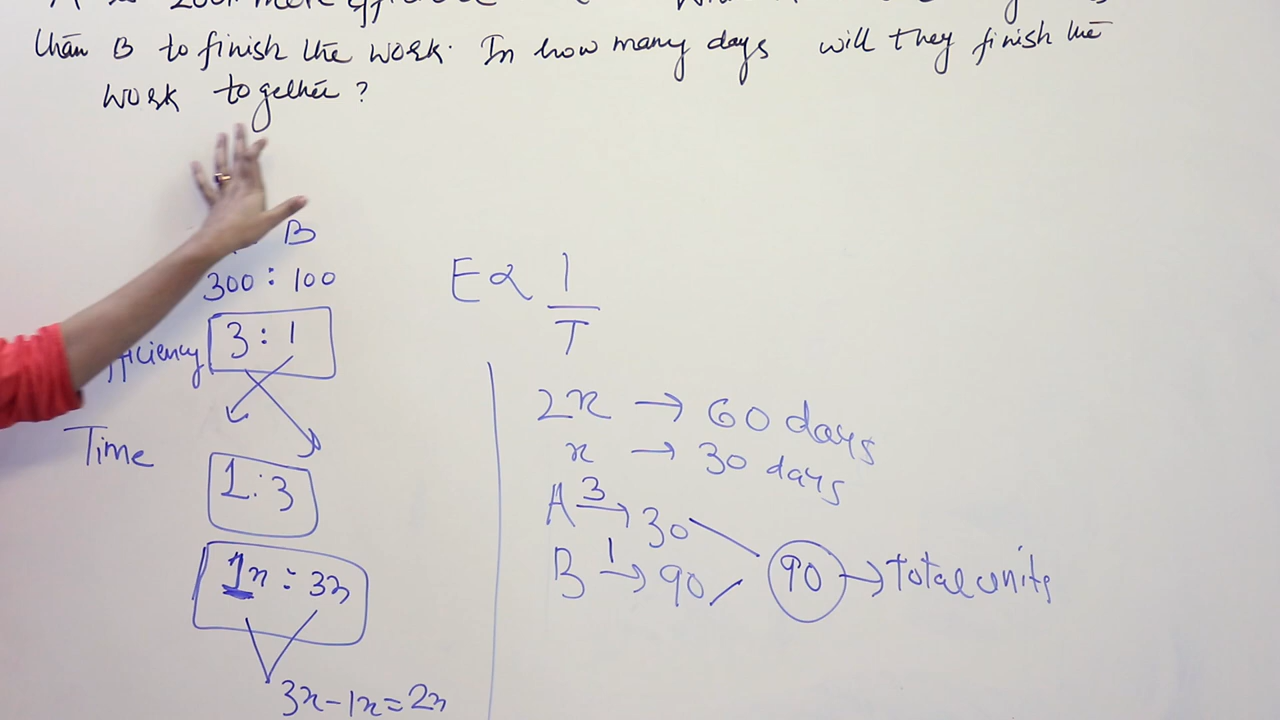 than B to finish the work. In how many days will they finish the
work together?
B
300 : 100
fficiency 3 : 1
Time
1 : 3
1x : 3x
3x-1x=2x
E ∝ 1/T
2x → 60 days
x → 30 days
A 3→ 30
B 1→ 90
90 → total units